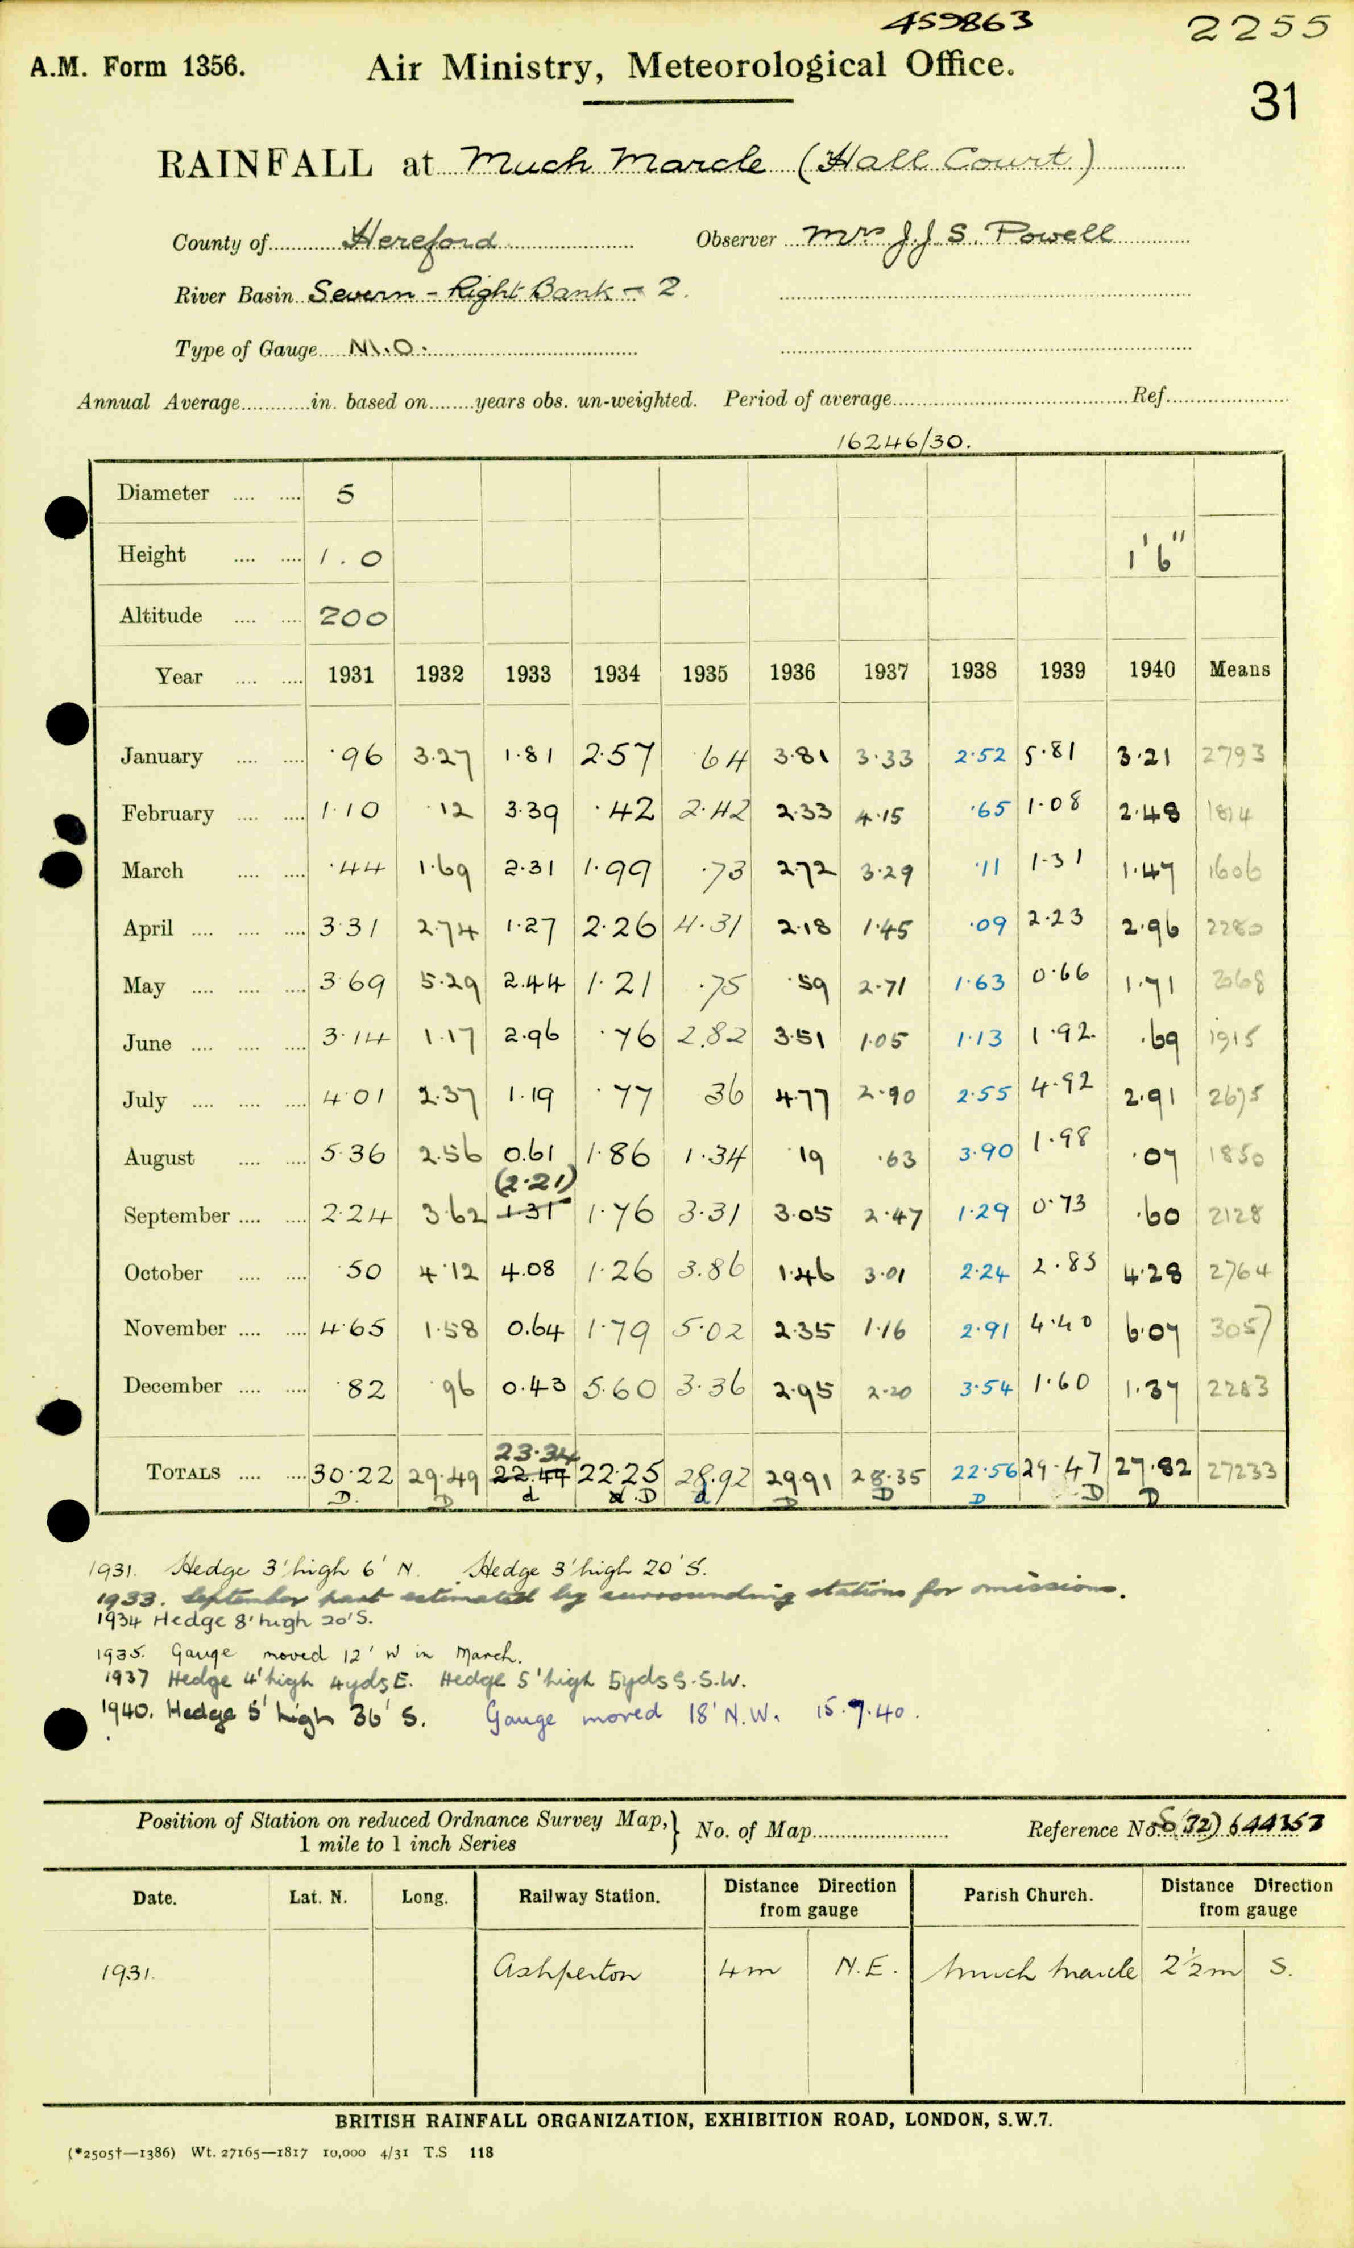 459863 2255
A.M. Form 1356. Air Ministry, Meteorological Office.
31
RAINFALL at Much Marcle (Hall Court)
County of Hereford Observer Mrs J.J.S. Powell
River Basin Severn - Right Bank - 2.
Type of Gauge M.O.
Annual Average in. based on years obs. un-weighted. Period of average Ref.
16246/30.
Diameter 5
Height 1.0 1'6"
Altitude 200
Year 1931 1932 1933 1934 1935 1936 1937 1938 1939 1940 Means
January ·96 3·27 1·81 2·57 ·64 3·81 3·33 2·52 5·81 3·21 2793
February 1·10 ·12 3·39 ·42 2·42 2·33 4·15 ·65 1·08 2·48 1814
March ·44 1·69 2·31 1·99 ·73 2·72 3·29 ·11 1·31 1·47 1606
April 3·31 2·74 1·27 2·26 4·31 2·18 1·45 ·09 2·23 2·96 2280
May 3·69 5·29 2·44 1·21 ·75 ·59 2·71 1·63 0·66 1·71 2068
June 3·14 1·17 2·96 ·76 2.82 3·51 1·05 1·13 1·92 ·69 1915
July 4·01 2·37 1·19 ·77 36 4·77 2·90 2·55 4·92 2·91 2675
August 5·36 2·56 0.61 1·86 1·34 19 ·63 3·90 1·98 ·07 1850
(2·21)
September 2·24 3·62 1·31 1·76 3·31 3·05 2·47 1·29 0·73 ·60 2128
October ·50 4·12 4.08 1·26 3·86 1·46 3·01 2·24 2·85 4·28 2764
November 4·65 1·58 0.64 1·79 5·02 2·35 1·16 2·91 4·40 6·07 3057
December ·82 ·96 0.43 5·60 3·36 2·95 2·20 3·54 1·60 1·37 2283
23·34
TOTALS 30·22 29·49 22.44 22·25 28.92 29·91 28·35 22·56 29·47 27·82 27233
D. D d D d D D D D D
1931. Hedge 3' high 6' N. Hedge 3' high 20' S.
1933. September part estimated by surrounding stations for omissions.
1934 Hedge 8' high 20' S.
1935. Gauge moved 12' W in March.
1937 Hedge 4' high 4yds E. Hedge 5' high 5yds S.S.W.
1940. Hedge 5' high 36' S. Gauge moved 18' N.W. 15.9.40.
Position of Station on reduced Ordnance Survey Map,} No. of Map Reference No. (32) 644353
1 mile to 1 inch Series
Date. Lat. N. Long. Railway Station. Distance Direction from gauge Parish Church. Distance Direction from gauge
1931. Ashperton 4m N.E. Much Marcle 2½m S.
BRITISH RAINFALL ORGANIZATION, EXHIBITION ROAD, LONDON, S.W.7.
(*2505†—1386) Wt. 27165—1817 10,000 4/31 T.S 118